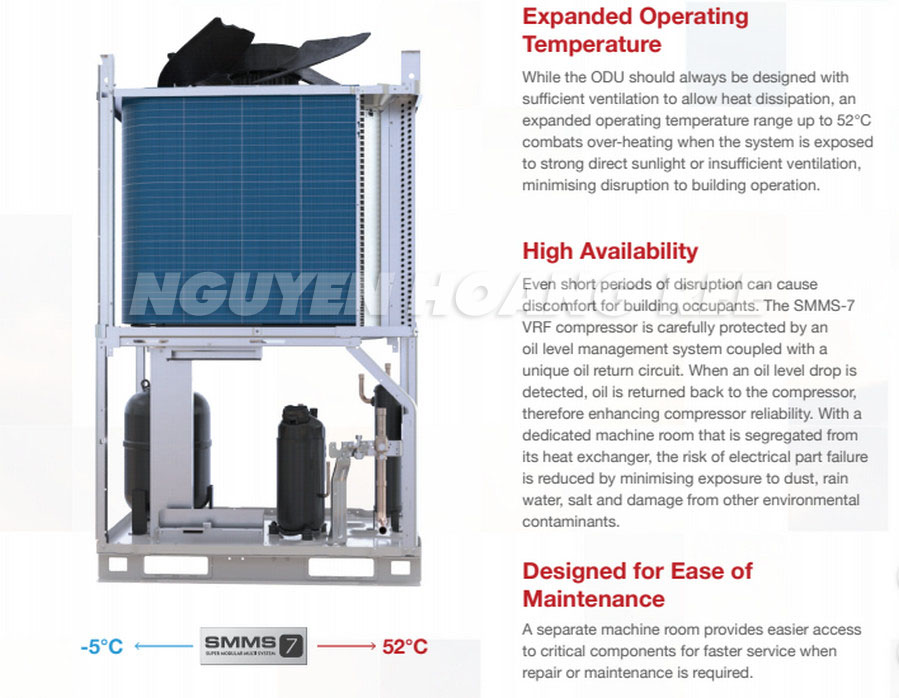 Expanded Operating
Temperature
While the ODU should always be designed with
sufficient ventilation to allow heat dissipation, an
expanded operating temperature range up to 52°C
combats over-heating when the system is exposed
to strong direct sunlight or insufficient ventilation,
minimising disruption to building operation.
High Availability
Even short periods of disruption can cause
discomfort for building occupants. The SMMS-7
VRF compressor is carefully protected by an
oil level management system coupled with a
unique oil return circuit. When an oil level drop is
detected, oil is returned back to the compressor,
therefore enhancing compressor reliability. With a
dedicated machine room that is segregated from
its heat exchanger, the risk of electrical part failure
is reduced by minimising exposure to dust, rain
water, salt and damage from other environmental
contaminants.
Designed for Ease of
Maintenance
A separate machine room provides easier access
to critical components for faster service when
repair or maintenance is required.
NGUYEN HOANG
-5°C
SMMS 7
SUPER MODULAR MULTI SYSTEM
52°C